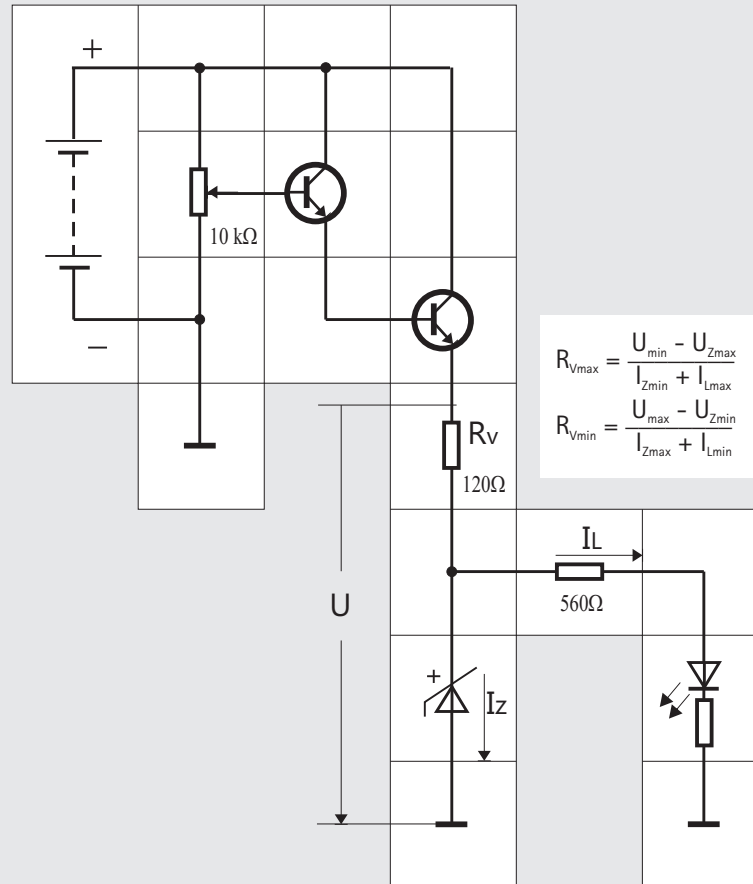 +
10 kΩ
−
R_Vmax = (U_min - U_Zmax) / (I_Zmin + I_Lmax)
R_Vmin = (U_max - U_Zmin) / (I_Zmax + I_Lmin)
RV
120Ω
IL
560Ω
U
+
IZ